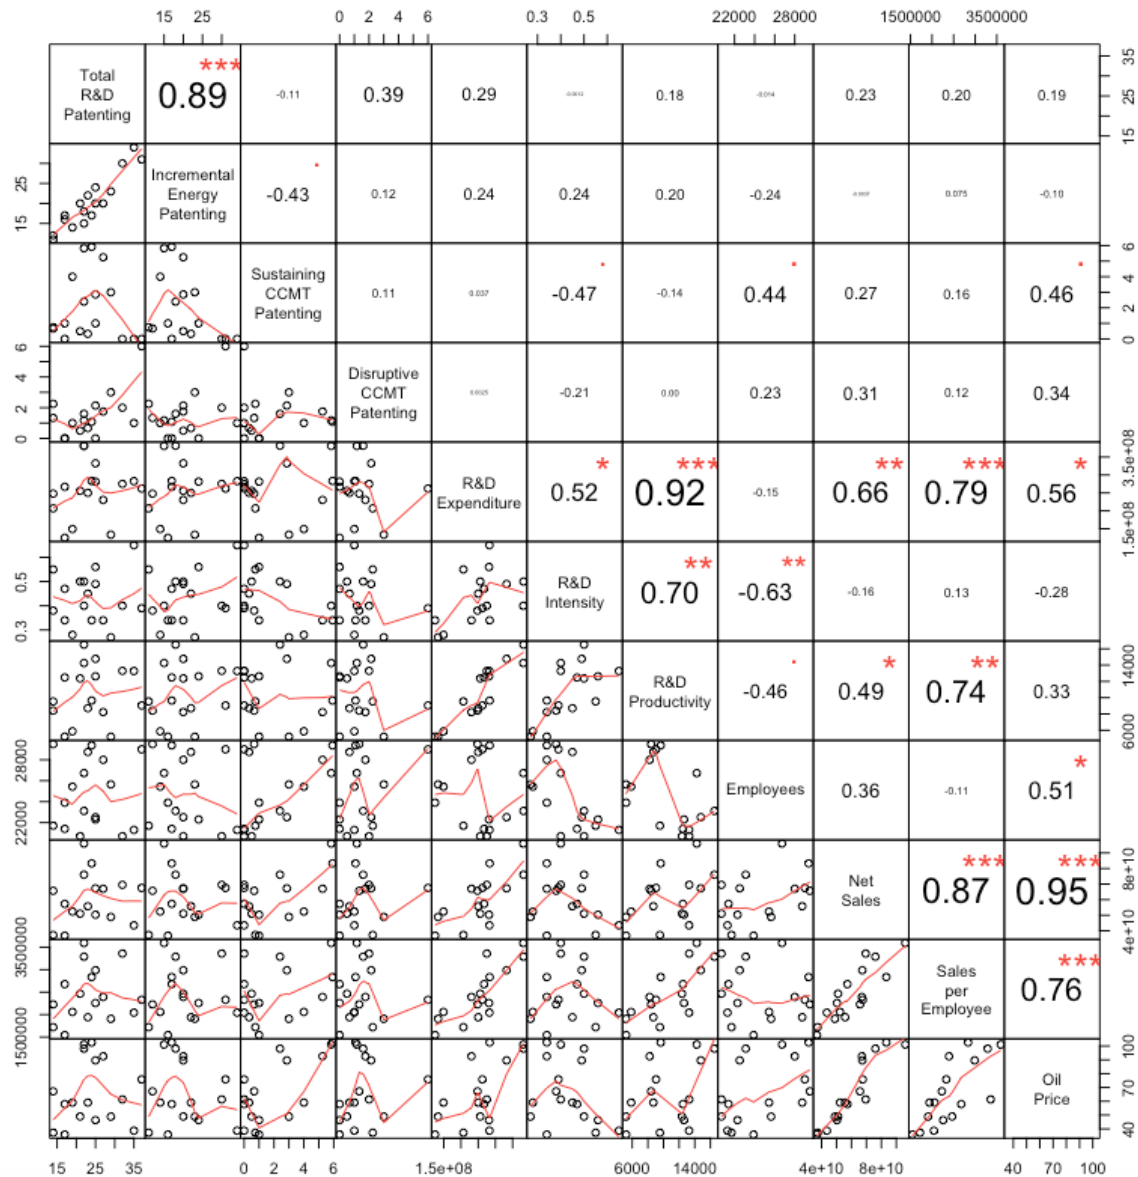 15 25 0 2 4 6 0.3 0.5 22000 28000 1500000 3500000
Total
R&D
Patenting
***
0.89 -0.11 0.39 0.29 0.18 -0.014 0.23 0.20 0.19
15 25 35
Incremental
Energy
Patenting
-0.43 0.12 0.24 0.24 0.20 -0.24 0.075 -0.10
15 25
Sustaining
CCMT
Patenting
0.11 0.037 -0.47 -0.14 0.44 0.27 0.16 0.46
0 2 4 6
Disruptive
CCMT
Patenting
-0.21 0.00 0.23 0.31 0.12 0.34
0 2 4 6
R&D
Expenditure
* *** ** *** *
0.52 0.92 -0.15 0.66 0.79 0.56
1.5e+08 3.5e+08
R&D
Intensity
** **
0.70 -0.63 -0.16 0.13 -0.28
0.3 0.5
R&D
Productivity
* **
-0.46 0.49 0.74 0.33
6000 14000
Employees
*
0.36 -0.11 0.51
22000 28000
Net
Sales
*** ***
0.87 0.95
4e+10 8e+10
Sales
per
Employee
***
0.76
1500000 3500000
Oil
Price
40 70 100
15 25 35 0 2 4 6 1.5e+08 6000 14000 4e+10 8e+10 40 70 100